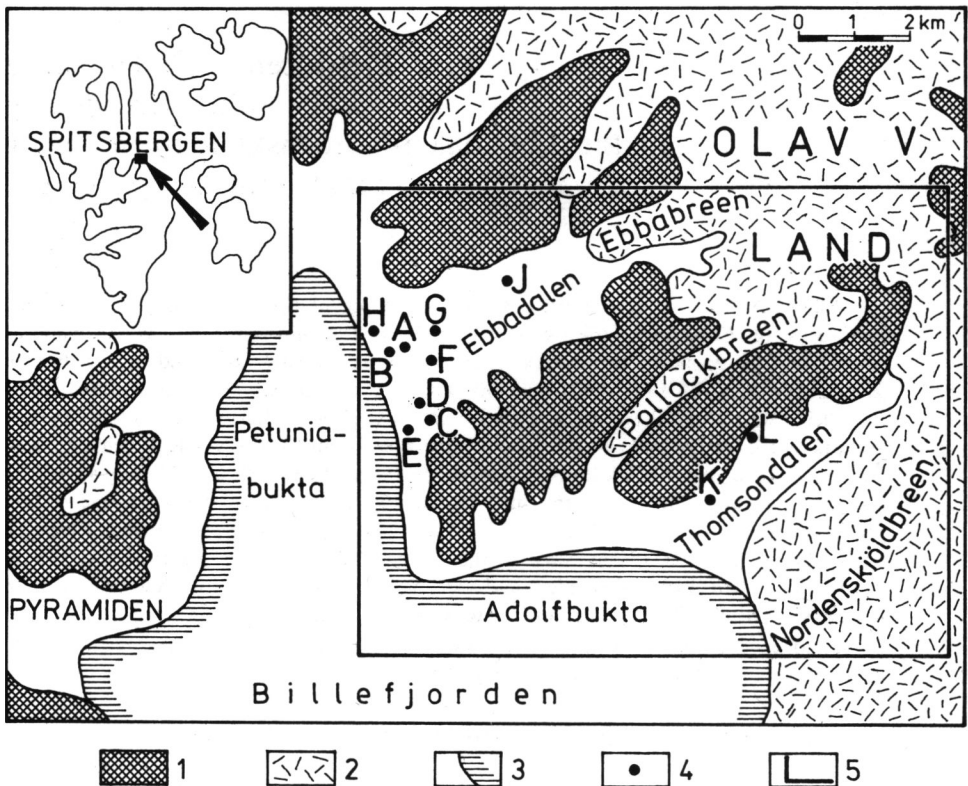 0 1 2 km
SPITSBERGEN
OLAV V
LAND
Ebbabreen
J
Ebbadalen
H
A
G
B
F
D
C
E
Pollockbreen
Petunia-
bukta
L
K
Thomsondalen
Nordenskiöldbreen
PYRAMIDEN
Adolfbukta
Billefjorden
1
2
3
4
5